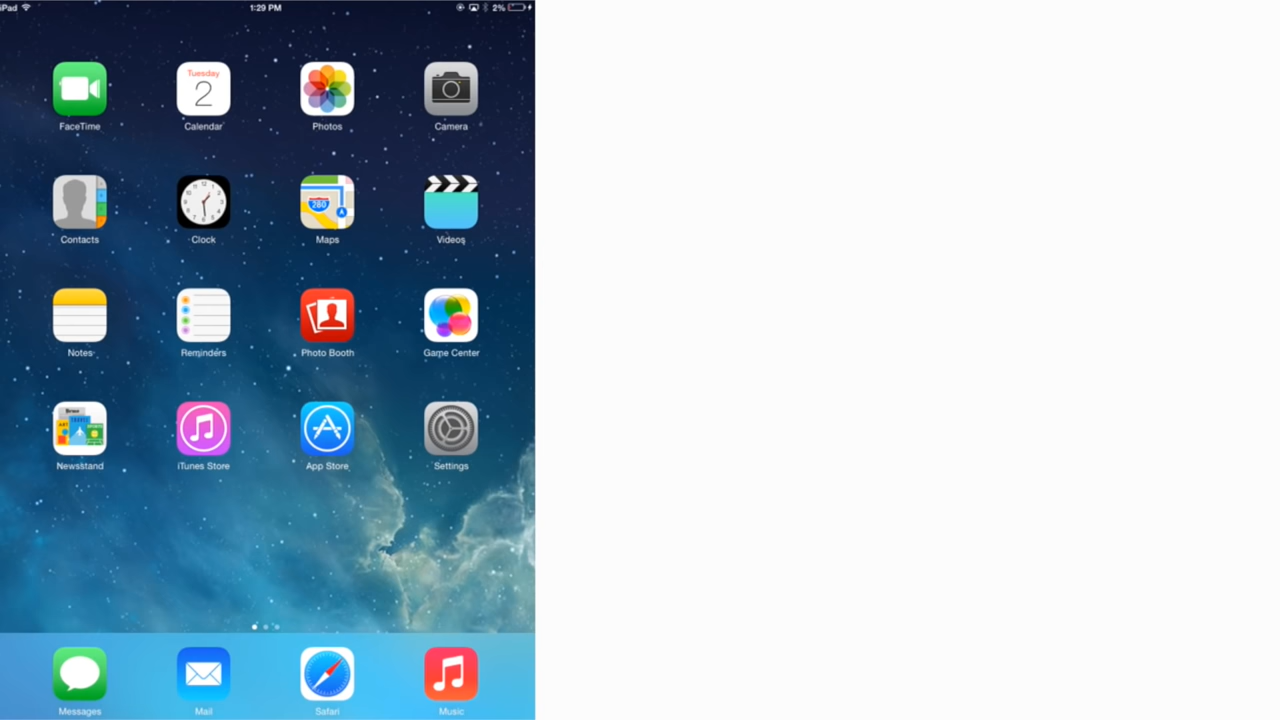 iPad 1:29 PM 2%
Tuesday
2
FaceTime Calendar Photos Camera
280
Contacts Clock Maps Videos
Notes Reminders Photo Booth Game Center
Newsstand iTunes Store App Store Settings
Messages Mail Safari Music